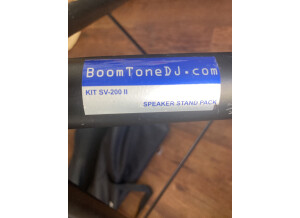 BoomToneDJ.com
KIT SV-200 II
SPEAKER STAND PACK